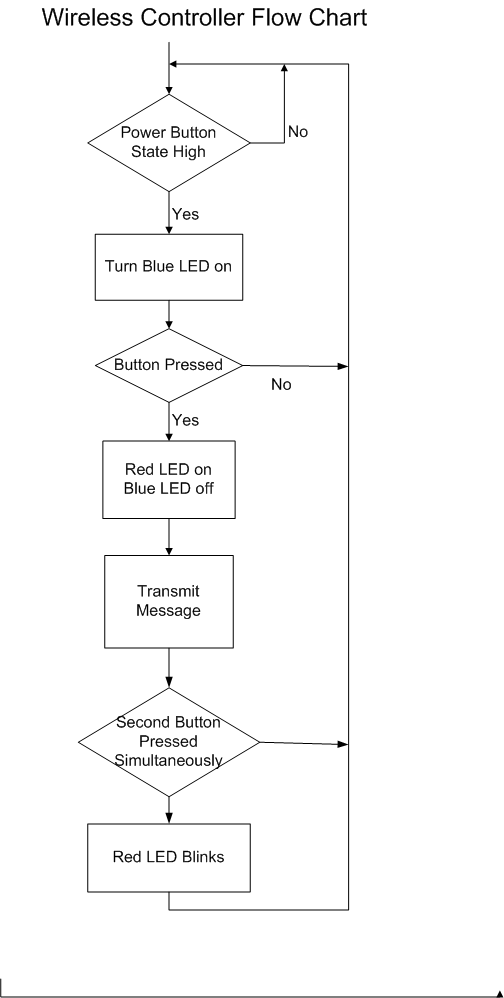 Wireless Controller Flow Chart
Power Button
State High
No
Yes
Turn Blue LED on
Button Pressed
No
Yes
Red LED on
Blue LED off
Transmit
Message
Second Button
Pressed
Simultaneously
Red LED Blinks